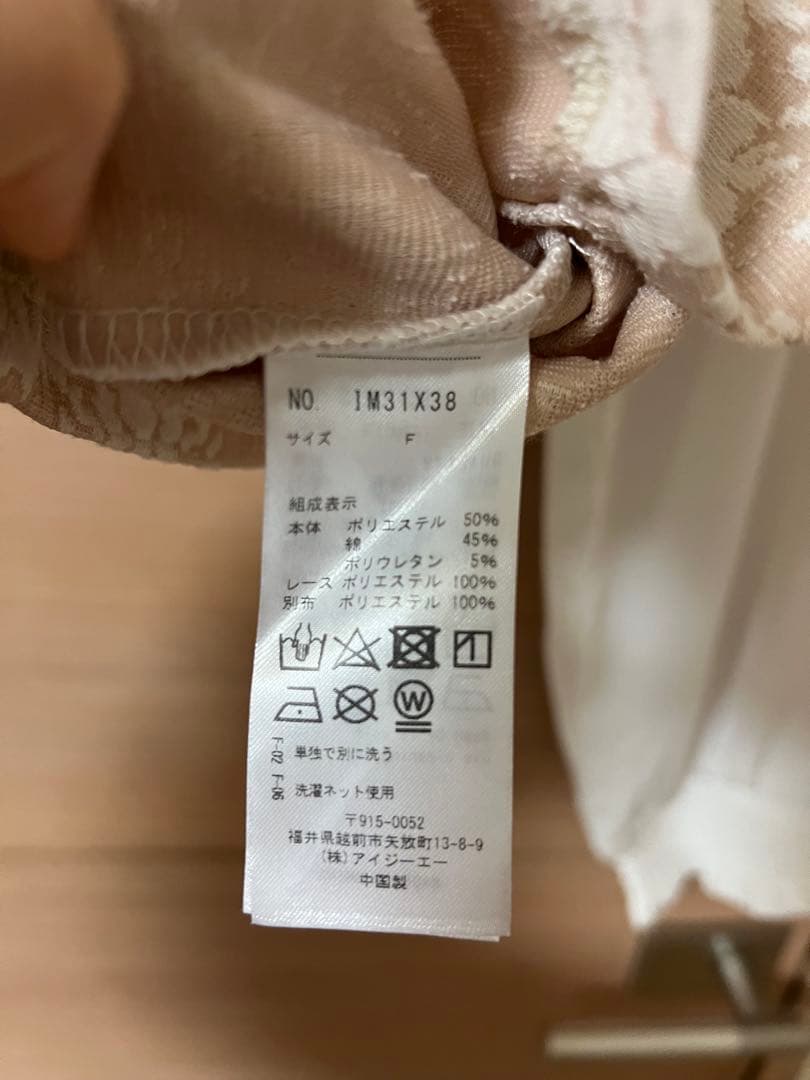 NO. IM31X38
サイズ F
組成表示
本体 ポリエステル 50%
綿 45%
ポリウレタン 5%
レース ポリエステル 100%
別布 ポリエステル 100%
W
F-02 単独で別に洗う
F-06 洗濯ネット使用
〒915-0052
福井県越前市矢放町13-8-9
(株)アイジーエー
中国製